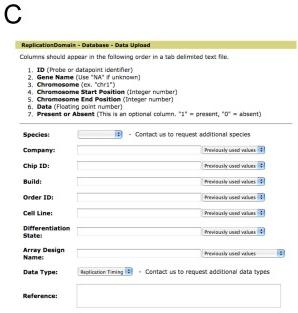 C
ReplicationDomain - Database - Data Upload
Columns should appear in the following order in a tab delimited text file.
1. ID (Probe or datapoint identifier)
2. Gene Name (Use "NA" if unknown)
3. Chromosome (ex. "chr1")
4. Chromosome Start Position (Integer number)
5. Chromosome End Position (Integer number)
6. Data (Floating point number)
7. Present or Absent (This is an optional column. "1" = present, "0" = absent)
Species: - Contact us to request additional species
Company: Previously used values
Chip ID: Previously used values
Build: Previously used values
Order ID: Previously used values
Cell Line: Previously used values
Differentiation
State: Previously used values
Array Design
Name: Previously used values
Data Type: Replication Timing - Contact us to request additional data types
Reference: